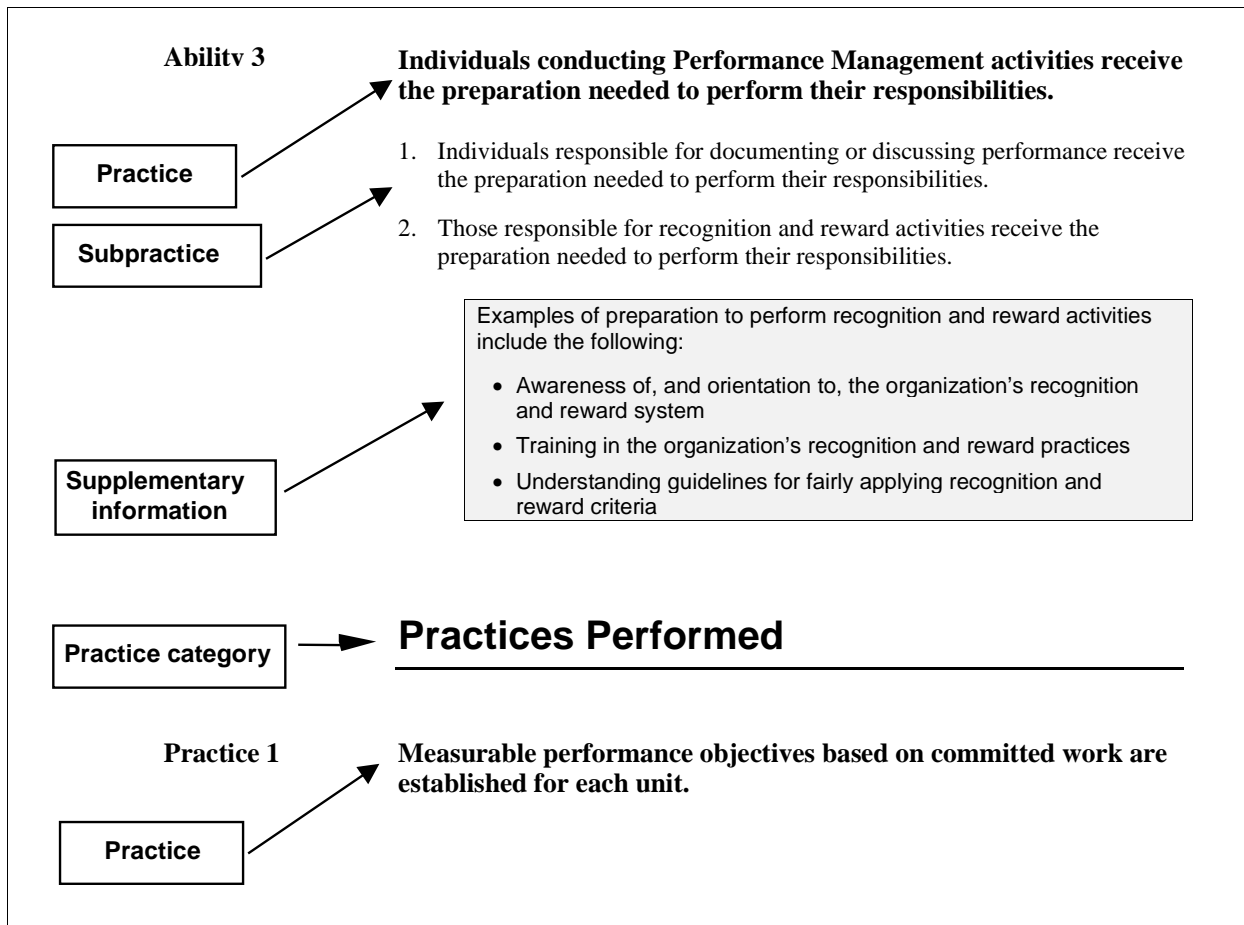 Ability 3
Individuals conducting Performance Management activities receive
the preparation needed to perform their responsibilities.
Practice
1. Individuals responsible for documenting or discussing performance receive
the preparation needed to perform their responsibilities.
Subpractice
2. Those responsible for recognition and reward activities receive the
preparation needed to perform their responsibilities.
Examples of preparation to perform recognition and reward activities
include the following:
• Awareness of, and orientation to, the organization's recognition
and reward system
• Training in the organization's recognition and reward practices
• Understanding guidelines for fairly applying recognition and
reward criteria
Supplementary
information
Practice category
Practices Performed
Practice 1
Measurable performance objectives based on committed work are
established for each unit.
Practice